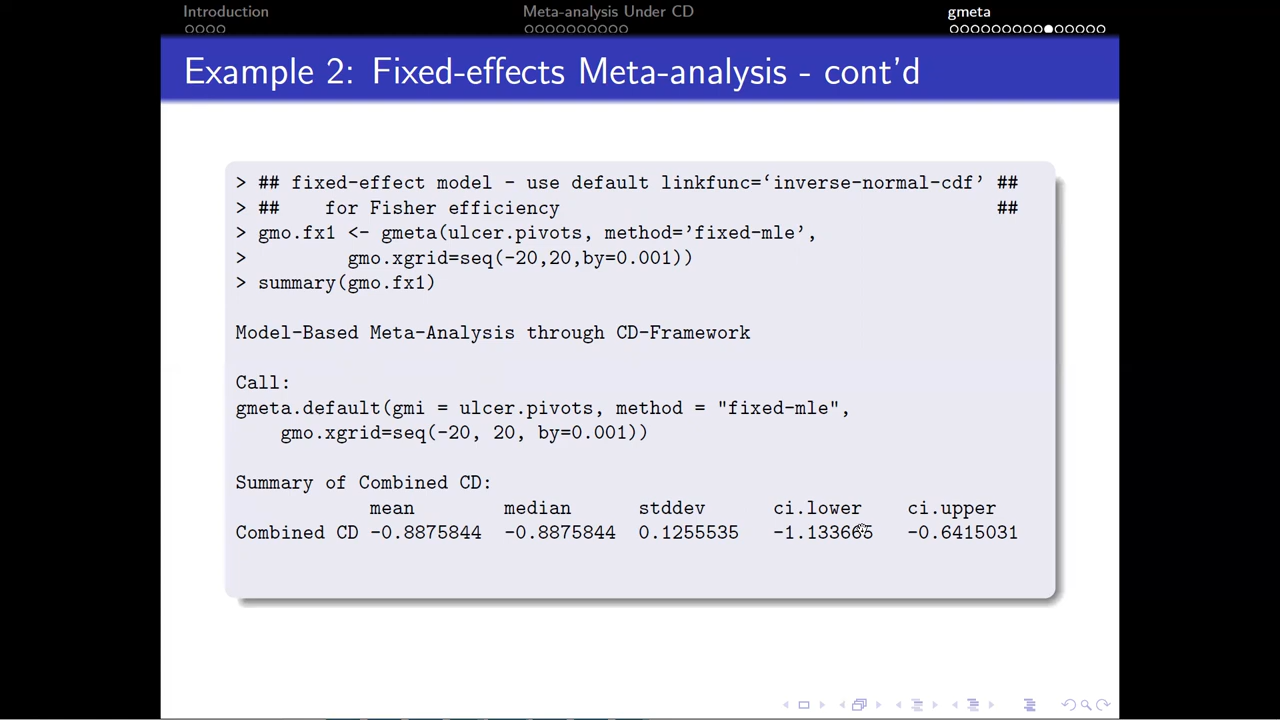 Introduction
Meta-analysis Under CD
gmeta
Example 2: Fixed-effects Meta-analysis - cont'd
> ## fixed-effect model - use default linkfunc=‘inverse-normal-cdf’ ##
> ##    for Fisher efficiency                                       ##
> gmo.fx1 <- gmeta(ulcer.pivots, method=’fixed-mle’,
>         gmo.xgrid=seq(-20,20,by=0.001))
> summary(gmo.fx1)
Model-Based Meta-Analysis through CD-Framework
Call:
gmeta.default(gmi = ulcer.pivots, method = "fixed-mle",
    gmo.xgrid=seq(-20, 20, by=0.001))
Summary of Combined CD:
            mean        median      stddev      ci.lower    ci.upper
Combined CD -0.8875844  -0.8875844  0.1255535   -1.133665   -0.6415031